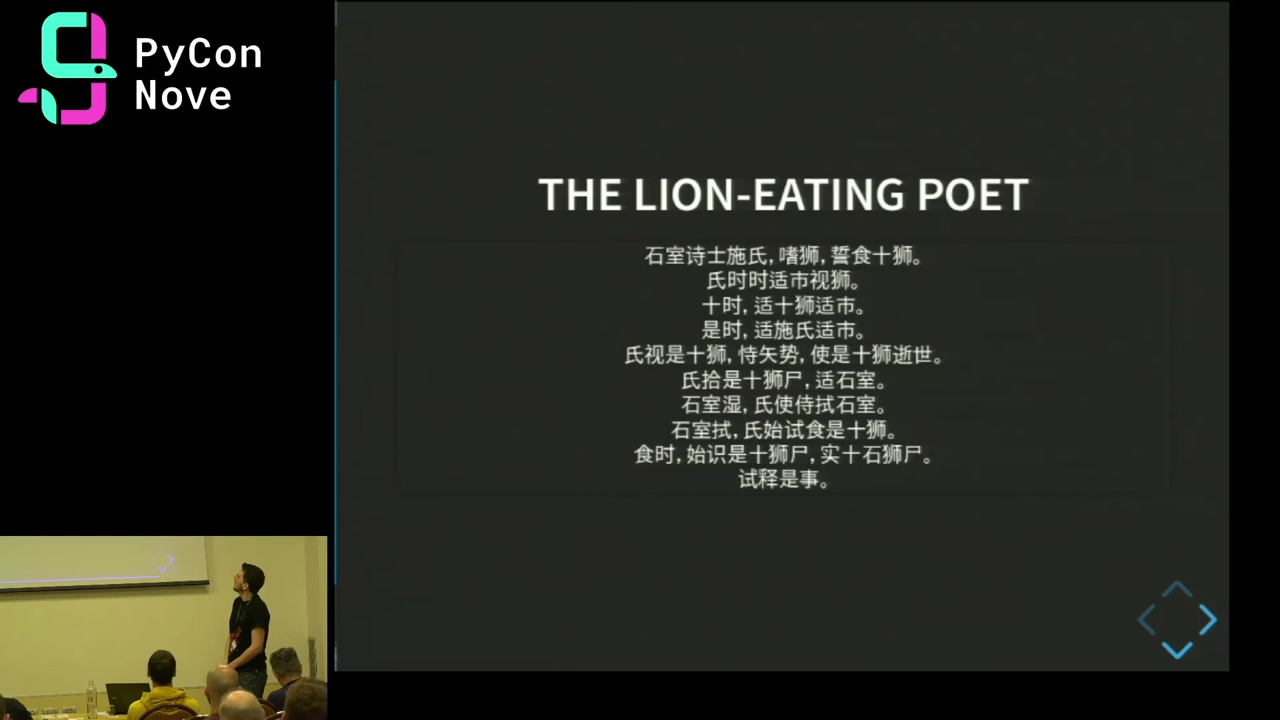 PyCon
Nove
THE LION-EATING POET
石室诗士施氏, 嗜狮, 誓食十狮。
氏时时适市视狮。
十时, 适十狮适市。
是时, 适施氏适市。
氏视是十狮, 恃矢势, 使是十狮逝世。
氏拾是十狮尸, 适石室。
石室湿, 氏使侍拭石室。
石室拭, 氏始试食是十狮。
食时, 始识是十狮尸, 实十石狮尸。
试释是事。